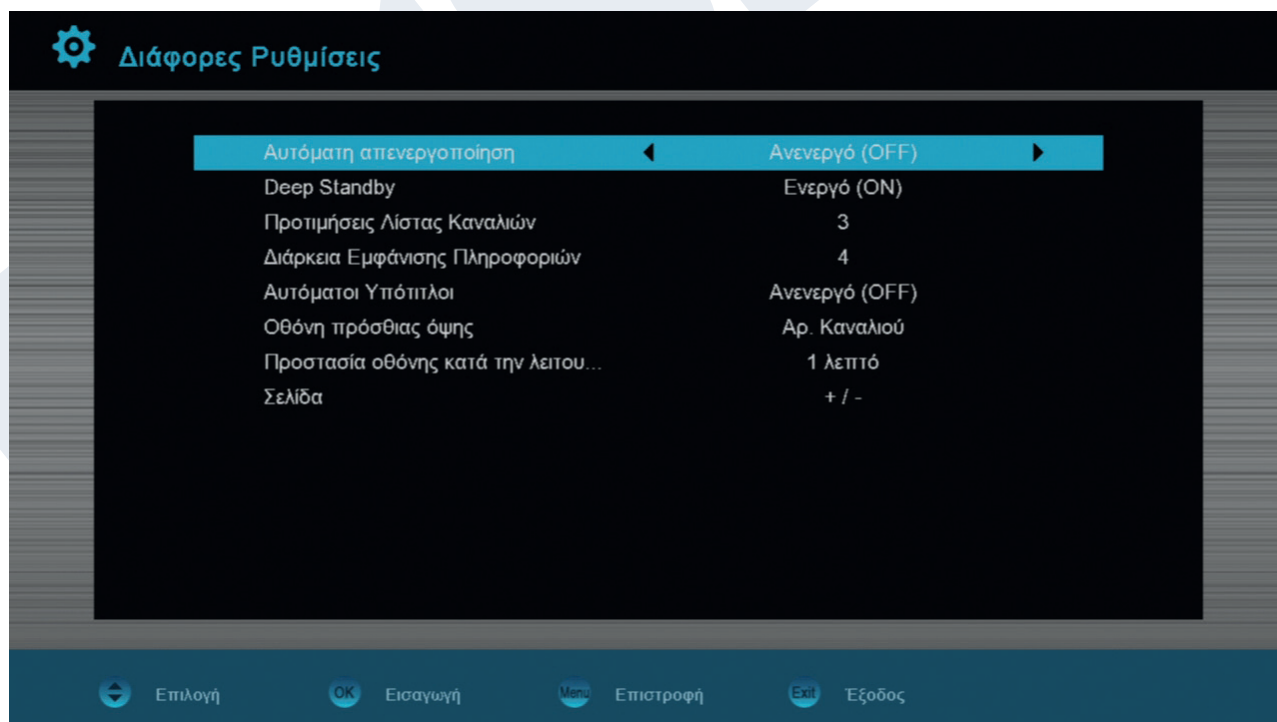 Διάφορες Ρυθμίσεις
Αυτόματη απενεργοποίηση Ανενεργό (OFF)
Deep Standby Ενεργό (ON)
Προτιμήσεις Λίστας Καναλιών 3
Διάρκεια Εμφάνισης Πληροφοριών 4
Αυτόματοι Υπότιτλοι Ανενεργό (OFF)
Οθόνη πρόσθιας όψης Αρ. Καναλιού
Προστασία οθόνης κατά την λειτου... 1 λεπτό
Σελίδα + / -
Επιλογή OK Εισαγωγή Menu Επιστροφή Exit Έξοδος